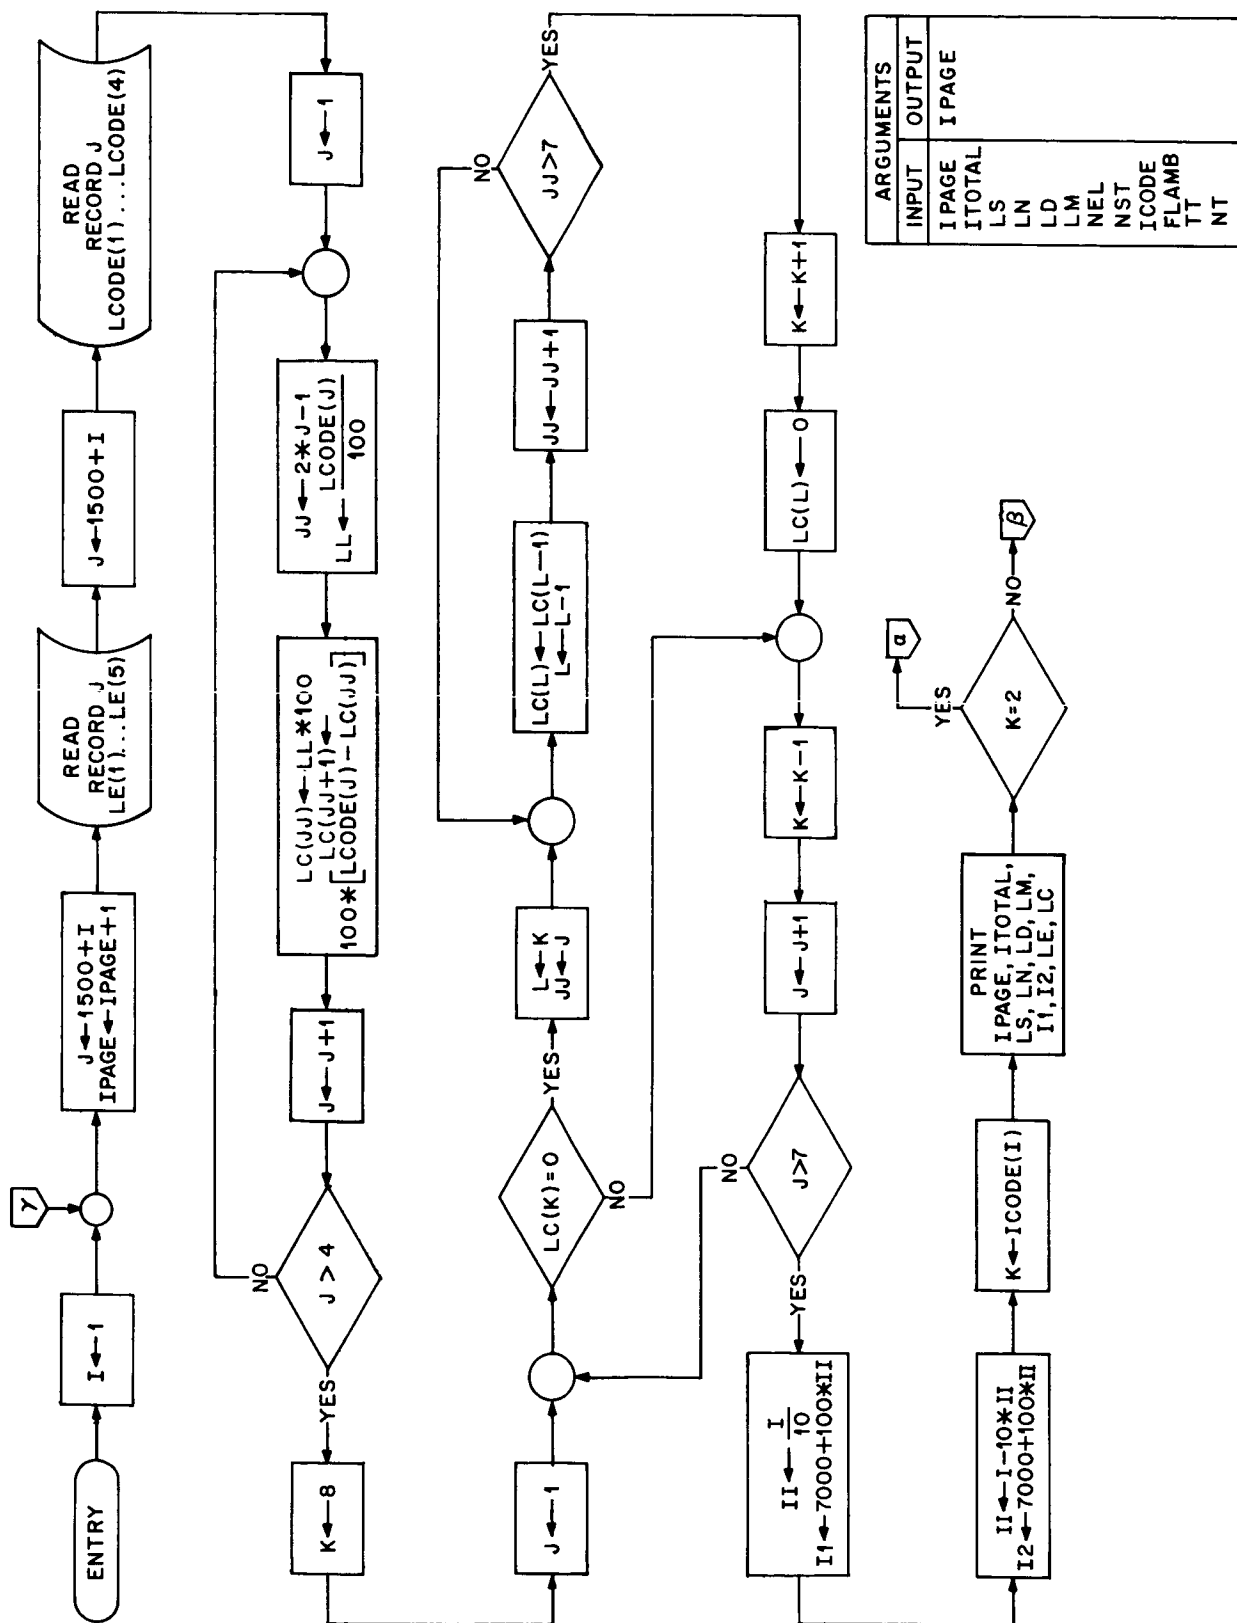 ENTRY
I←1
γ
J←1500+I
IPAGE←IPAGE+1
READ
RECORD J
LE(1)...LE(5)
J←1500+I
READ
RECORD J
LCODE(1)...LCODE(4)
J←1
JJ←2*J-1
LL←LCODE(J)
100
LC(JJ)←LL*100
LC(JJ+1)←
100*[LCODE(J)-LC(JJ)]
J←J+1
J>4
NO
YES
K←8
J←1
LC(K)=0
YES
NO
L←K
JJ←J
LC(L)←LC(L-1)
L←L-1
JJ←JJ+1
JJ>7
NO
YES
K←K+1
LC(L)←0
K←K-1
J←J+1
J>7
NO
YES
II←I
10
I1←7000+100*II
II←I-10*II
I2←7000+100*II
K←ICODE(I)
PRINT
IPAGE, ITOTAL,
LS, LN, LD, LM,
I1, I2, LE, LC
K=2
YES
α
NO
β
ARGUMENTS
INPUT OUTPUT
IPAGE IPAGE
ITOTAL
LS
LN
LD
LM
NEL
NST
ICODE
FLAMB
TT
NT